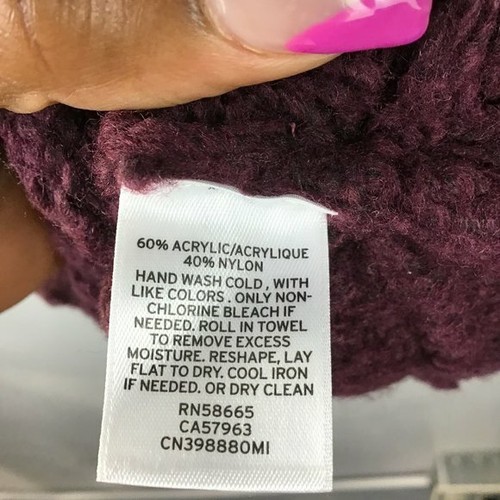 60% ACRYLIC/ACRYLIQUE
40% NYLON
HAND WASH COLD, WITH
LIKE COLORS. ONLY NON-
CHLORINE BLEACH IF
NEEDED. ROLL IN TOWEL
TO REMOVE EXCESS
MOISTURE. RESHAPE, LAY
FLAT TO DRY. COOL IRON
IF NEEDED. OR DRY CLEAN
RN58665
CA57963
CN398880MI